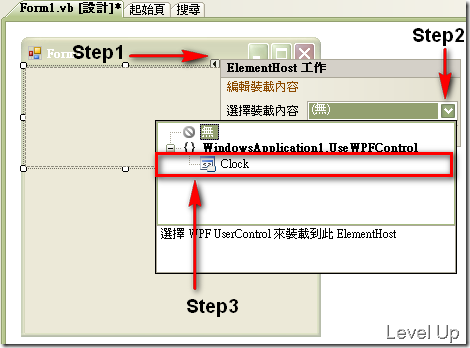 Form1.vb [設計]* 起始頁 搜尋
Step2
Step1
Form
ElementHost 工作
編輯裝載內容
選擇裝載內容 (無)
無
{} WindowsApplication1.UseWPFControl
Clock
選擇 WPF UserControl 來裝載到此 ElementHost
Step3
Level Up